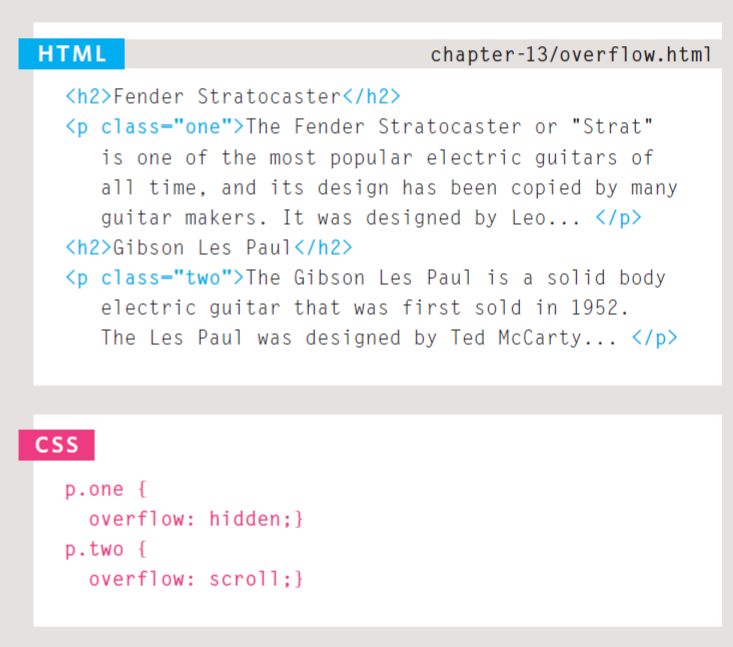 HTML
chapter-13/overflow.html
<h2>Fender Stratocaster</h2>
<p class="one">The Fender Stratocaster or "Strat"
is one of the most popular electric guitars of
all time, and its design has been copied by many
guitar makers. It was designed by Leo... </p>
<h2>Gibson Les Paul</h2>
<p class="two">The Gibson Les Paul is a solid body
electric guitar that was first sold in 1952.
The Les Paul was designed by Ted McCarty... </p>
CSS
p.one {
overflow: hidden;}
p.two {
overflow: scroll;}